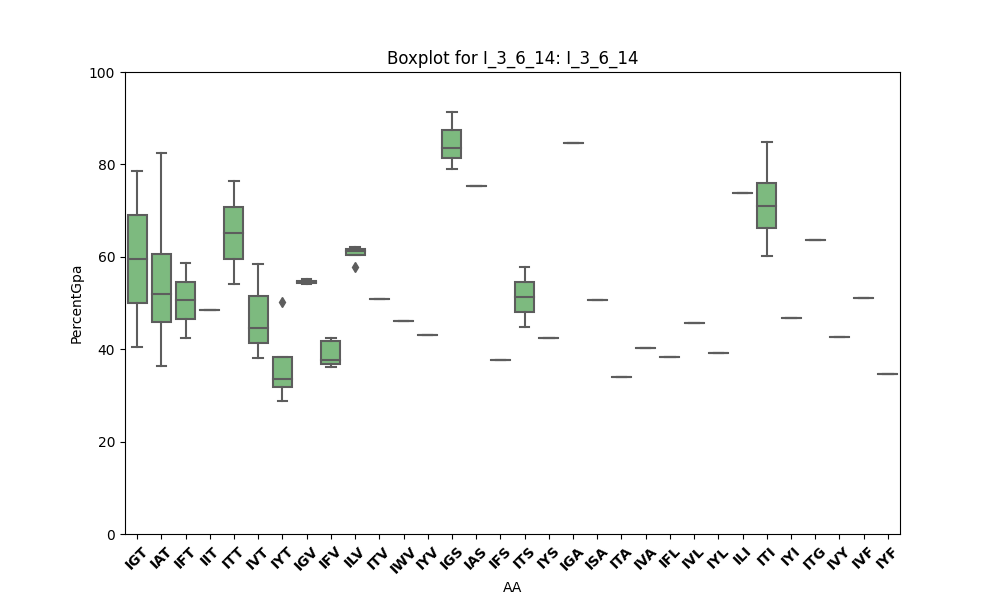 Boxplot for I_3_6_14: I_3_6_14
100
80
60
40
20
0
PercentGpa
IGT IAT IFT IIT ITT IVT IYT IGV IFV ILV ITV IWV IYV IGS IAS IFS ITS IYS IGA ISA ITA IVA IFL IVL IYL ILI ITI IYI ITG IVY IVF IYF
AA